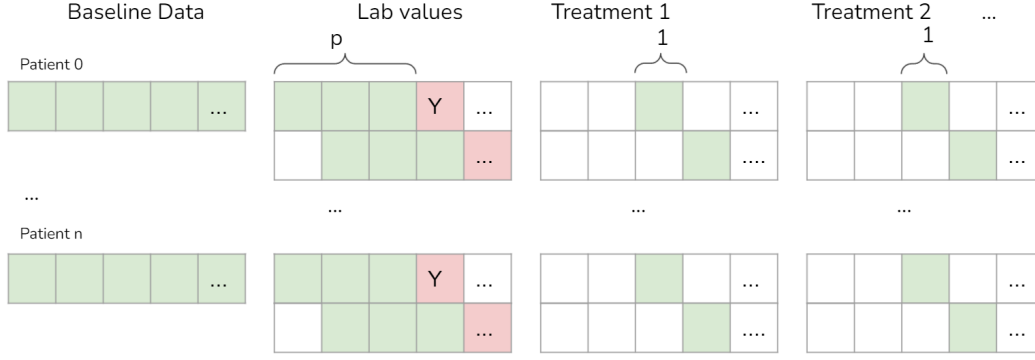 Baseline Data Lab values Treatment 1 Treatment 2 ...
p 1 1
Patient 0
... Y ... ... ...
... .... ...
... ... ... ...
Patient n
... Y ... ... ...
... .... ...